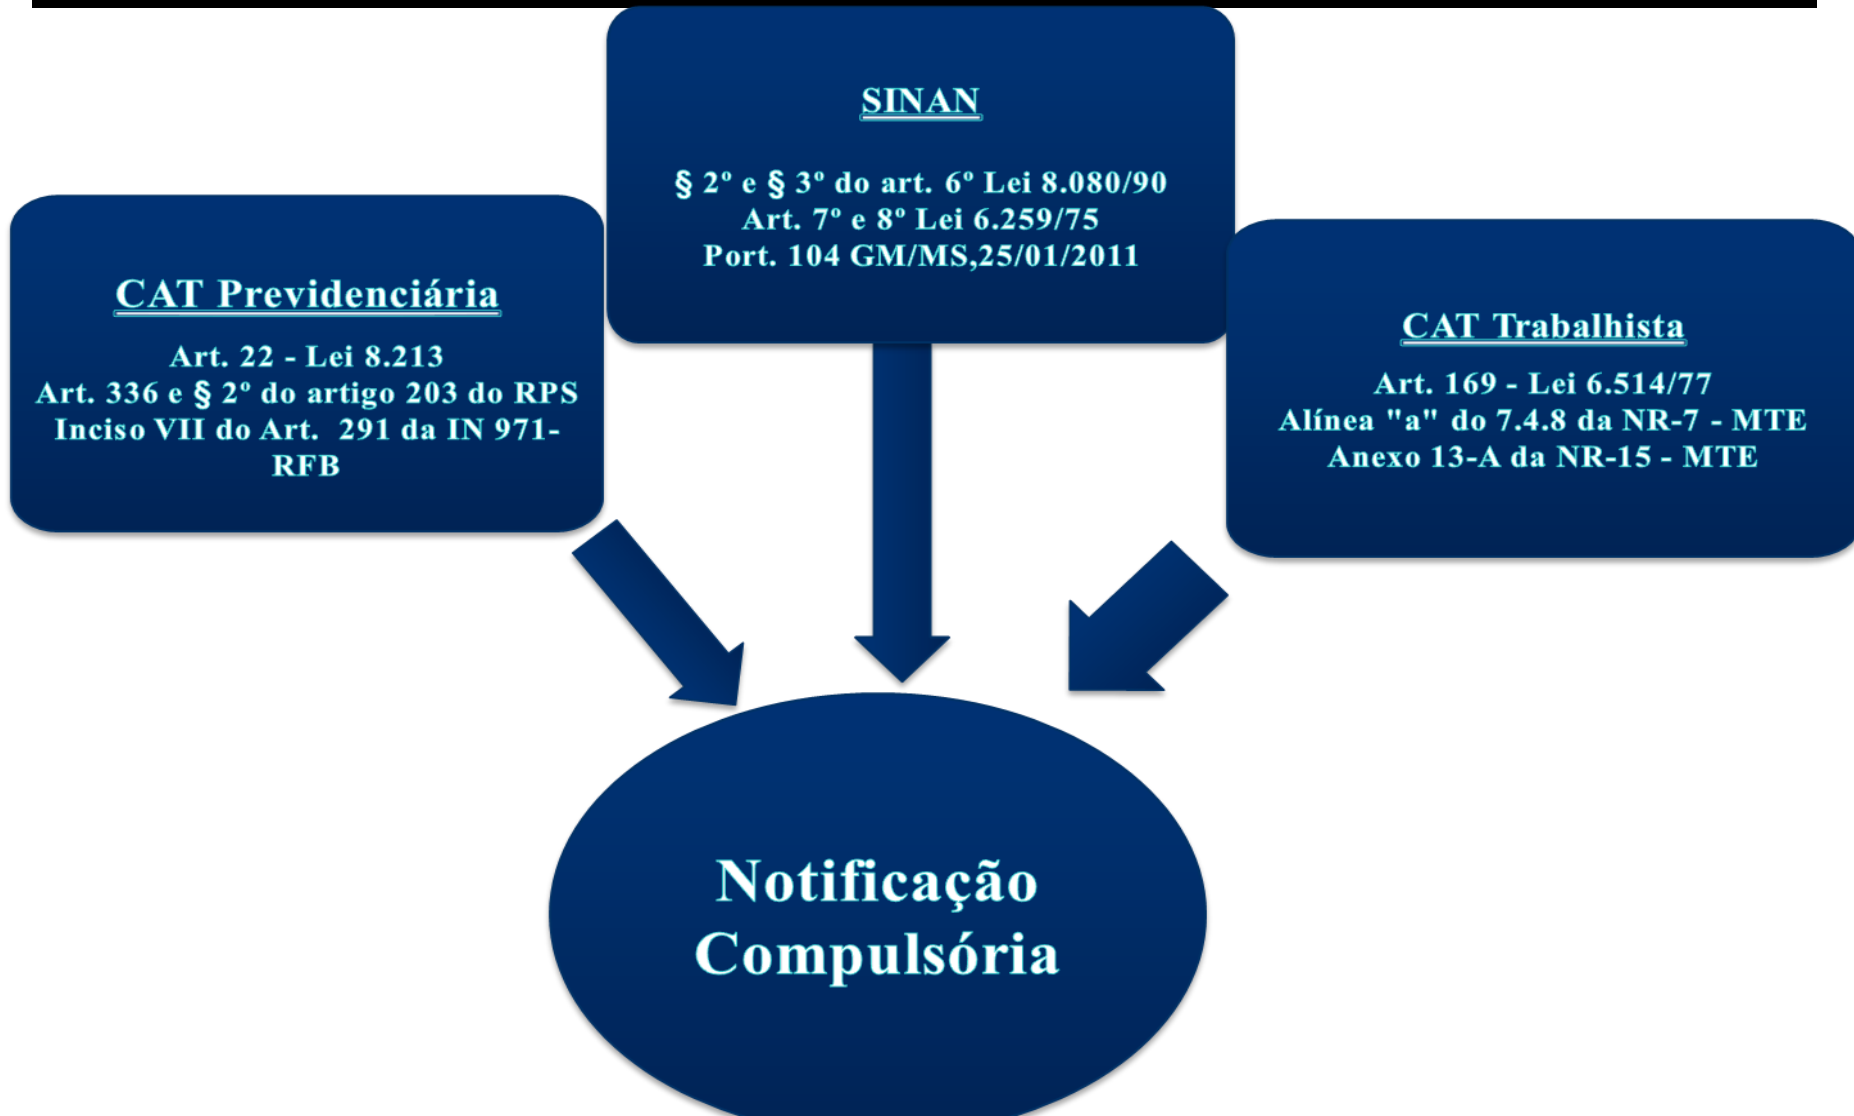 SINAN
§ 2º e § 3º do art. 6º Lei 8.080/90
Art. 7º e 8º Lei 6.259/75
Port. 104 GM/MS,25/01/2011
CAT Previdenciária
Art. 22 - Lei 8.213
Art. 336 e § 2º do artigo 203 do RPS
Inciso VII do Art. 291 da IN 971-
RFB
CAT Trabalhista
Art. 169 - Lei 6.514/77
Alínea "a" do 7.4.8 da NR-7 - MTE
Anexo 13-A da NR-15 - MTE
Notificação
Compulsória